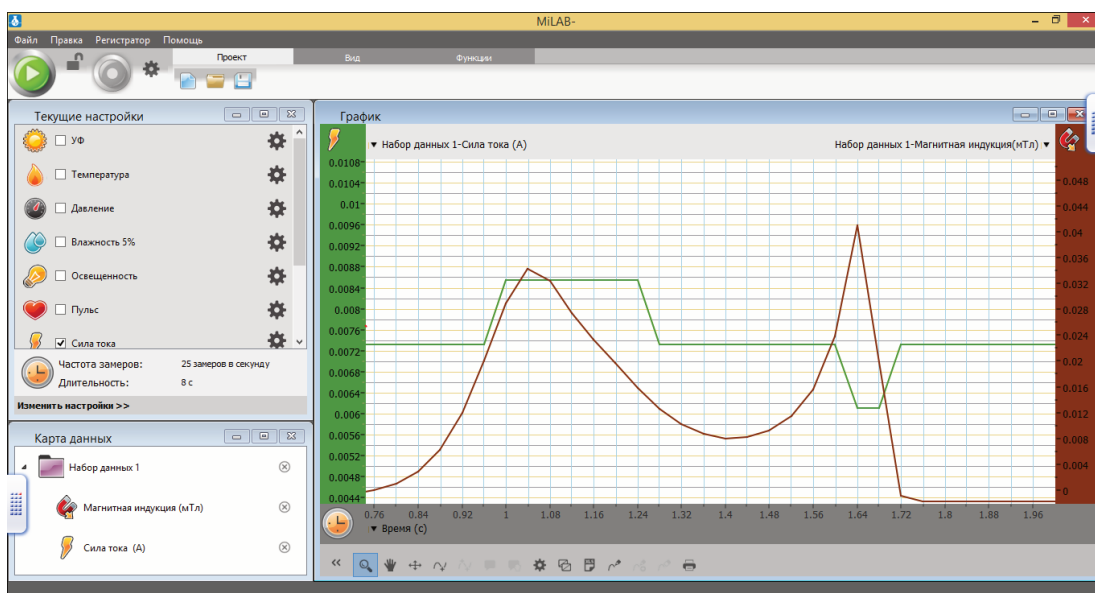 MiLAB-
Файл Правка Регистратор Помощь
Проект Вид Функции
Текущие настройки
УФ
Температура
Давление
Влажность 5%
Освещенность
Пульс
Сила тока
Частота замеров: 25 замеров в секунду
Длительность: 8 с
Изменить настройки >>
Карта данных
Набор данных 1
Магнитная индукция (мТл)
Сила тока (А)
График
Набор данных 1-Сила тока (А)
Набор данных 1-Магнитная индукция(мТл)
0.0108
0.0104
0.01
0.0096
0.0092
0.0088
0.0084
0.008
0.0076
0.0072
0.0068
0.0064
0.006
0.0056
0.0052
0.0048
0.0044
0.048
0.044
0.04
0.036
0.032
0.028
0.024
0.02
0.016
0.012
0.008
0.004
0
0.76 0.84 0.92 1 1.08 1.16 1.24 1.32 1.4 1.48 1.56 1.64 1.72 1.8 1.88 1.96
Время (с)